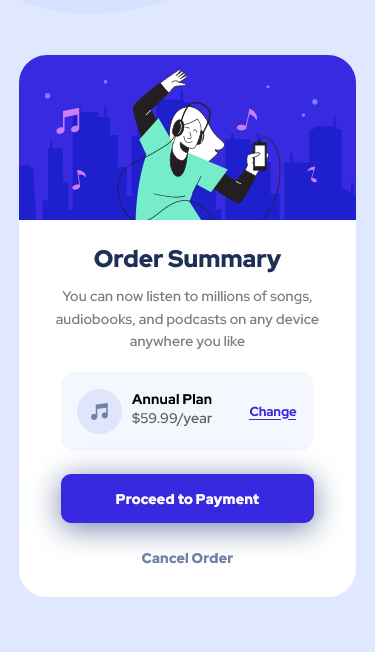 Order Summary
You can now listen to millions of songs,
audiobooks, and podcasts on any device
anywhere you like
Annual Plan
$59.99/year
Change
Proceed to Payment
Cancel Order